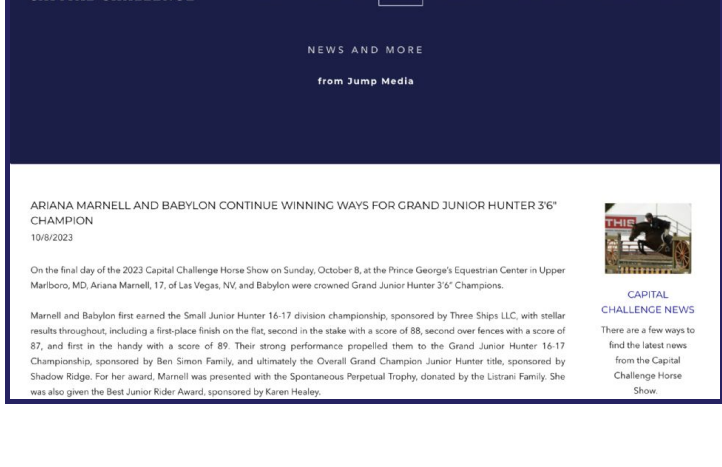 NEWS AND MORE
from Jump Media
ARIANA MARNELL AND BABYLON CONTINUE WINNING WAYS FOR GRAND JUNIOR HUNTER 3'6"
CHAMPION
10/8/2023
On the final day of the 2023 Capital Challenge Horse Show on Sunday, October 8, at the Prince George's Equestrian Center in Upper
Marlboro, MD, Ariana Marnell, 17, of Las Vegas, NV, and Babylon were crowned Grand Junior Hunter 3'6" Champions.
Marnell and Babylon first earned the Small Junior Hunter 16-17 division championship, sponsored by Three Ships LLC, with stellar
results throughout, including a first-place finish on the flat, second in the stake with a score of 88, second over fences with a score of
87, and first in the handy with a score of 89. Their strong performance propelled them to the Grand Junior Hunter 16-17
Championship, sponsored by Ben Simon Family, and ultimately the Overall Grand Champion Junior Hunter title, sponsored by
Shadow Ridge. For her award, Marnell was presented with the Spontaneous Perpetual Trophy, donated by the Listrani Family. She
was also given the Best Junior Rider Award, sponsored by Karen Healey.
THIS
CAPITAL
CHALLENGE NEWS
There are a few ways to
find the latest news
from the Capital
Challenge Horse
Show.